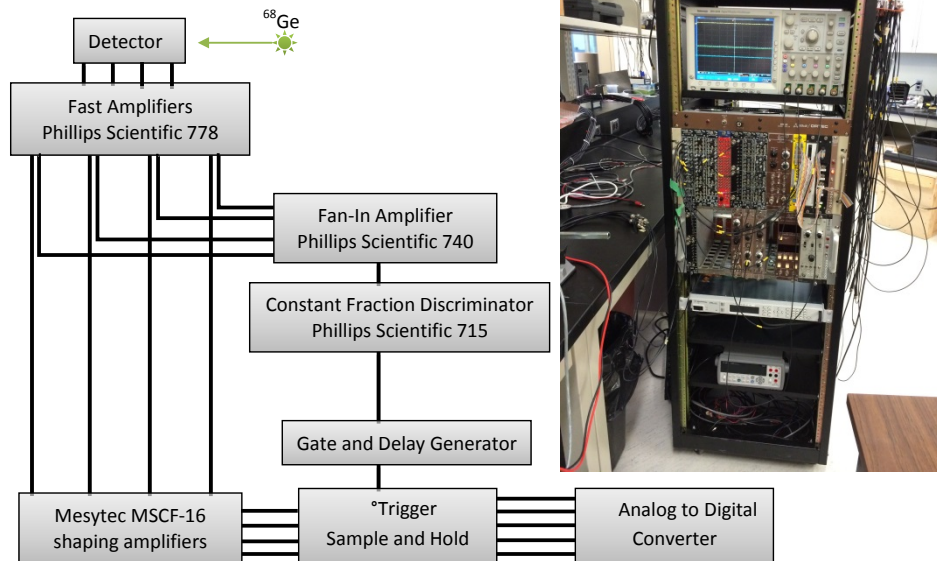 ⁶⁸Ge
Detector
Fast Amplifiers
Phillips Scientific 778
Fan-In Amplifier
Phillips Scientific 740
Constant Fraction Discriminator
Phillips Scientific 715
Gate and Delay Generator
Mesytec MSCF-16
shaping amplifiers
°Trigger
Sample and Hold
Analog to Digital
Converter